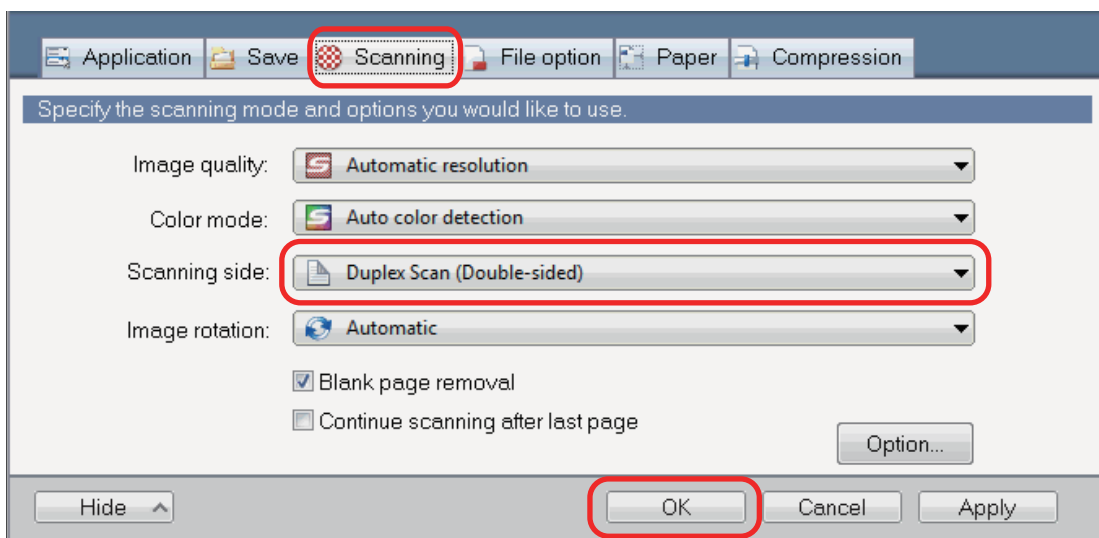 Application Save Scanning File option Paper Compression
Specify the scanning mode and options you would like to use.
Image quality: Automatic resolution
Color mode: Auto color detection
Scanning side: Duplex Scan (Double-sided)
Image rotation: Automatic
Blank page removal
Continue scanning after last page
Option...
Hide OK Cancel Apply